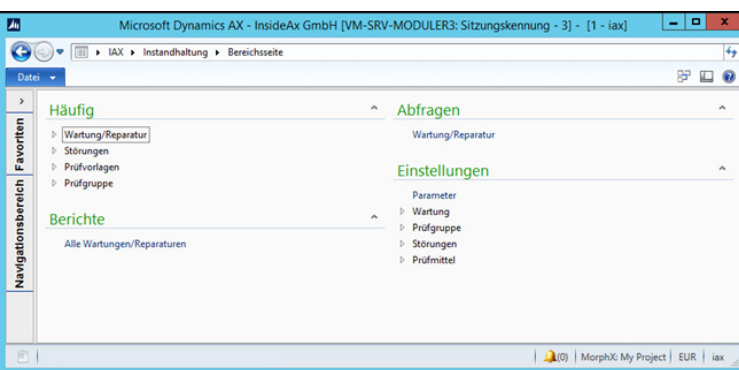 Microsoft Dynamics AX - InsideAx GmbH [VM-SRV-MODULER3: Sitzungskennung - 3] - [1 - iax]
IAX Instandhaltung Bereichsseite
Datei
Favoriten
Navigationsbereich
Häufig
Wartung/Reparatur
Störungen
Prüfvorlagen
Prüfgruppe
Berichte
Alle Wartungen/Reparaturen
Abfragen
Wartung/Reparatur
Einstellungen
Parameter
Wartung
Prüfgruppe
Störungen
Prüfmittel
(0) MorphX: My Project EUR iax